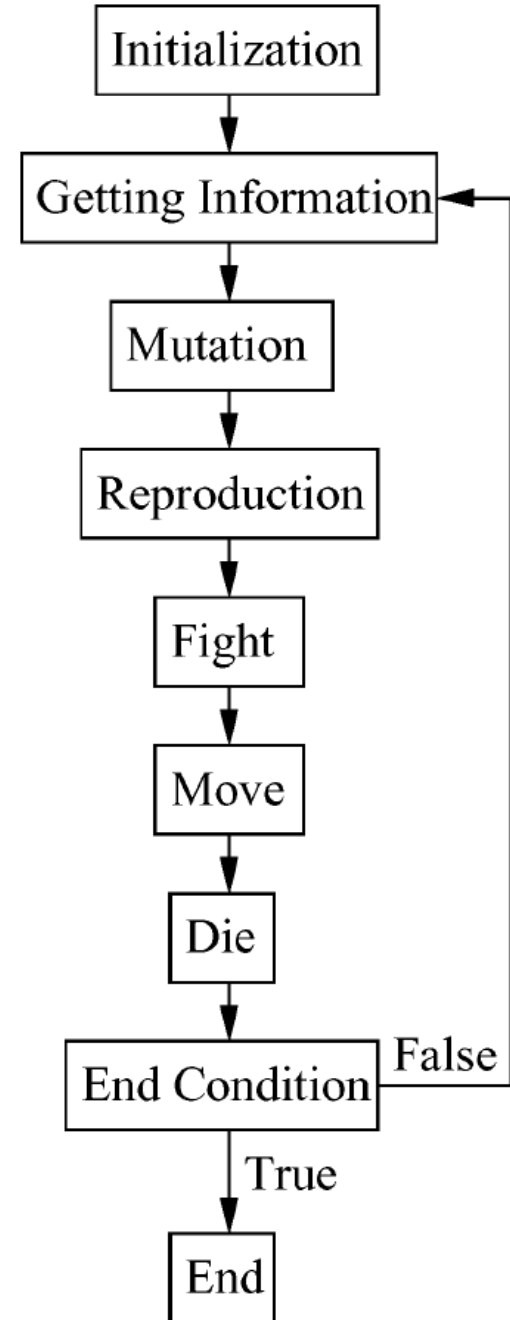 Initialization
Getting Information
Mutation
Reproduction
Fight
Move
Die
End Condition
False
True
End